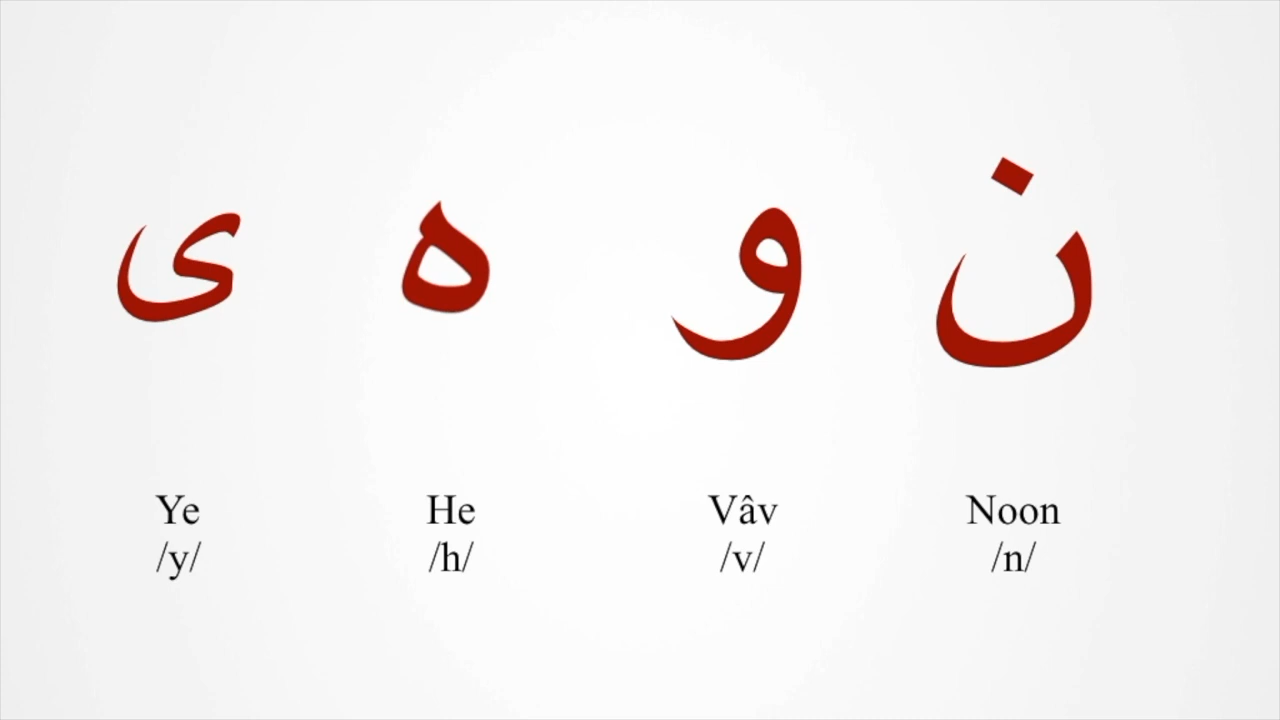 ن و ه ی
Noon Vâv He Ye
/n/ /v/ /h/ /y/